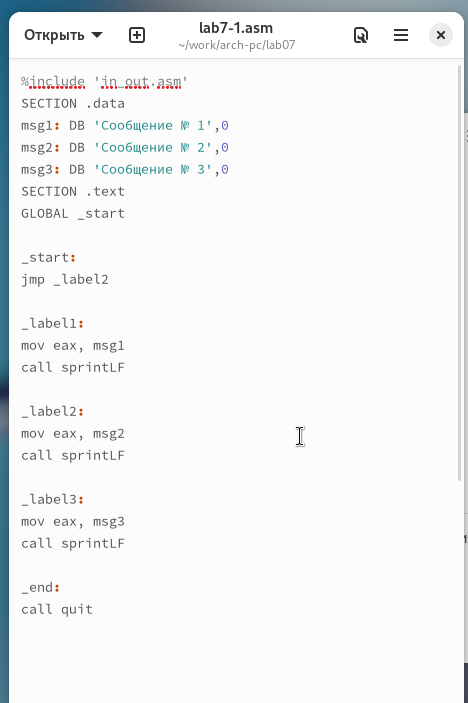 Открыть
lab7-1.asm
~/work/arch-pc/lab07
%include 'in_out.asm'
SECTION .data
msg1: DB 'Сообщение № 1',0
msg2: DB 'Сообщение № 2',0
msg3: DB 'Сообщение № 3',0
SECTION .text
GLOBAL _start
_start:
jmp _label2
_label1:
mov eax, msg1
call sprintLF
_label2:
mov eax, msg2
call sprintLF
_label3:
mov eax, msg3
call sprintLF
_end:
call quit